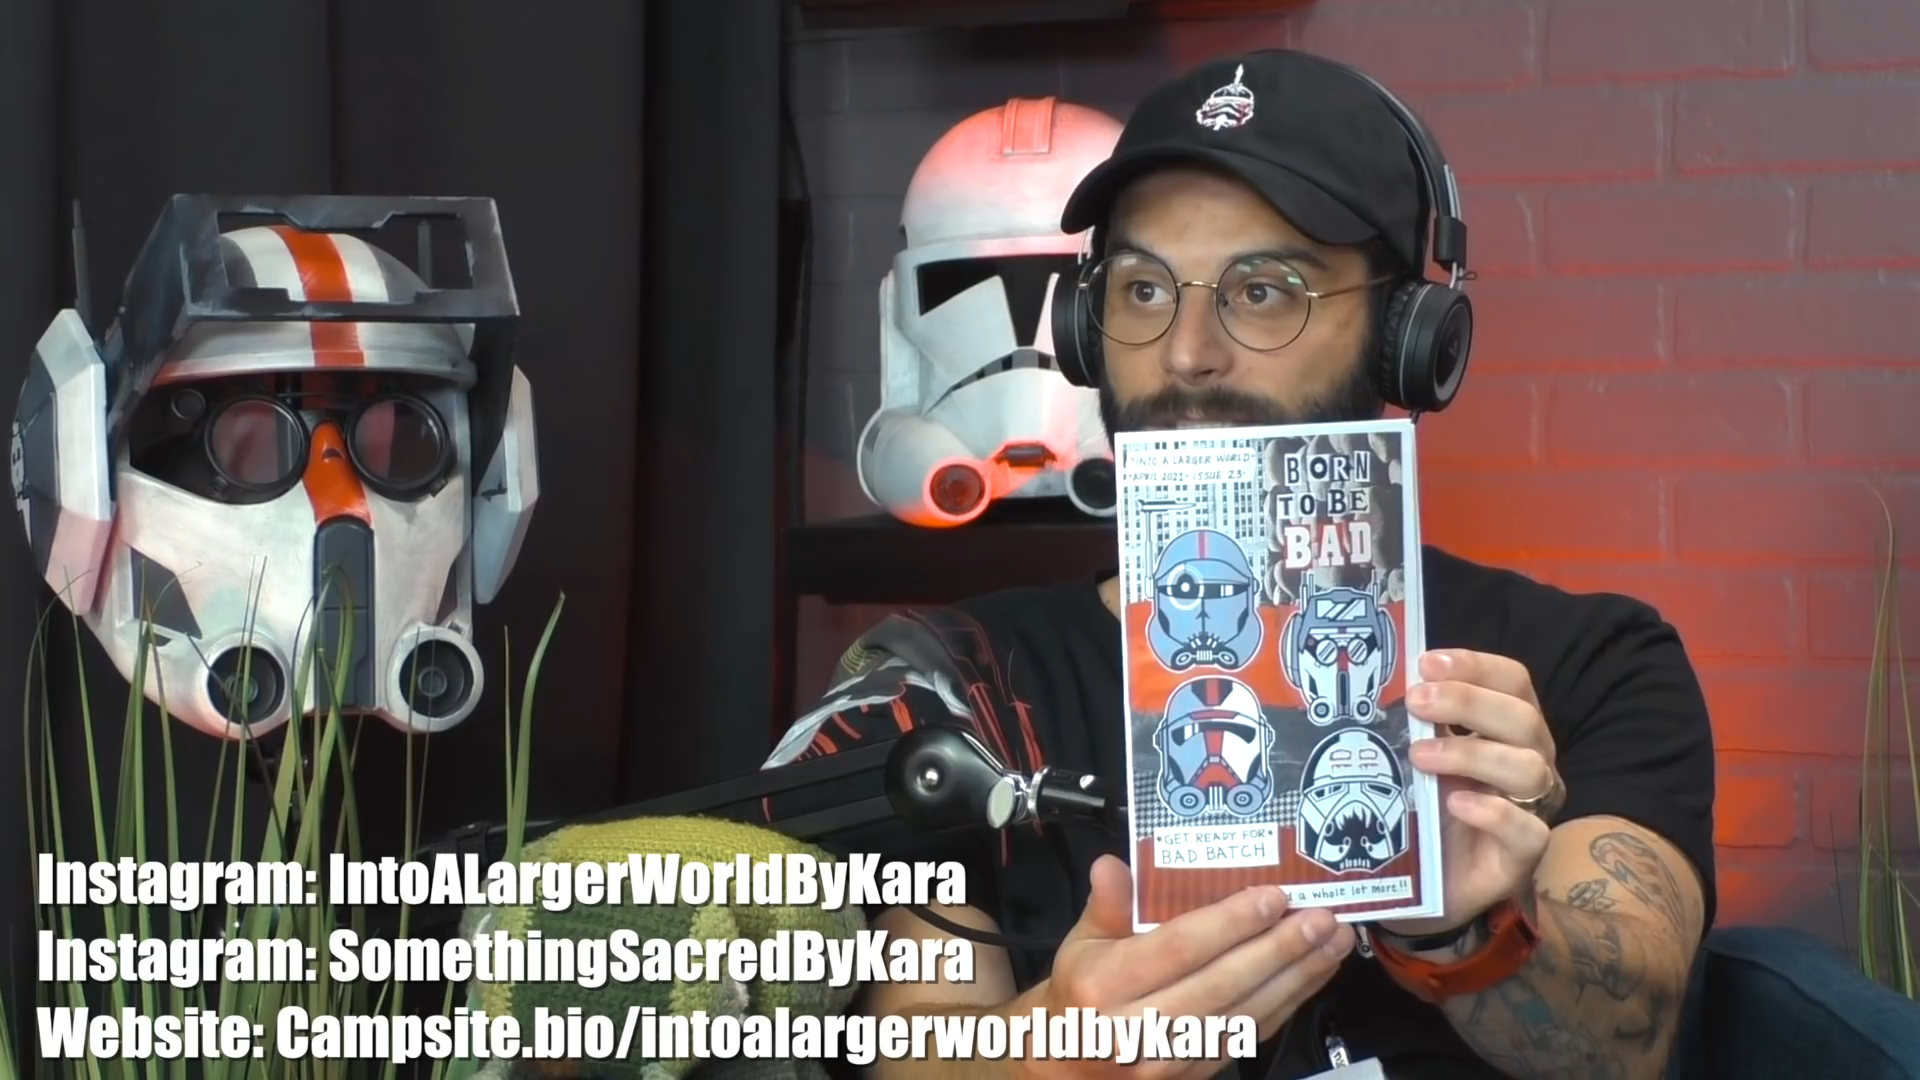 "INTO A LARGER WORLD"
"APRIL 2021" ISSUE 23"
BORN
TO BE
BAD
*GET READY FOR*
BAD BATCH
a whole lot more!!
Instagram: IntoALargerWorldByKara
Instagram: SomethingSacredByKara
Website: Campsite.bio/intoalargerworldbykara